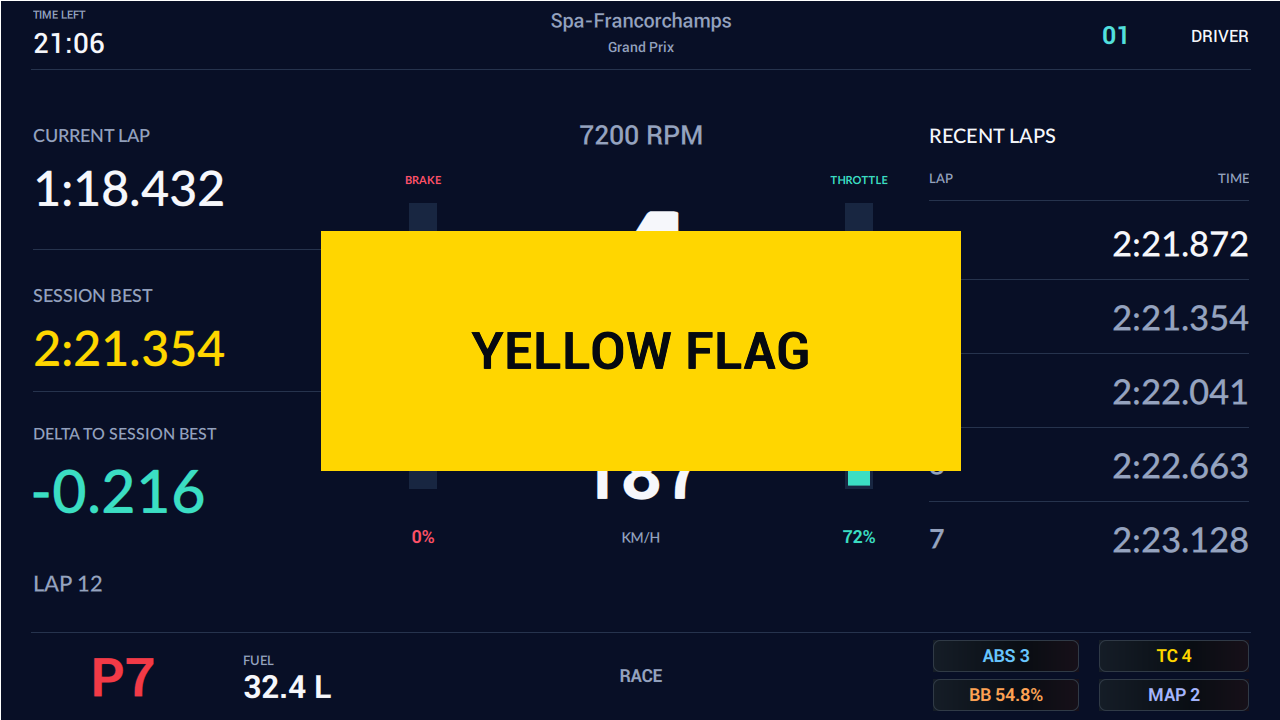 TIME LEFT
21:06
Spa-Francorchamps
Grand Prix
01 DRIVER
CURRENT LAP
1:18.432
SESSION BEST
2:21.354
DELTA TO SESSION BEST
-0.216
LAP 12
7200 RPM
BRAKE
THROTTLE
YELLOW FLAG
187
0%
KM/H
72%
RECENT LAPS
LAP TIME
2:21.872
2:21.354
2:22.041
2:22.663
7 2:23.128
P7
FUEL
32.4 L
RACE
ABS 3
TC 4
BB 54.8%
MAP 2